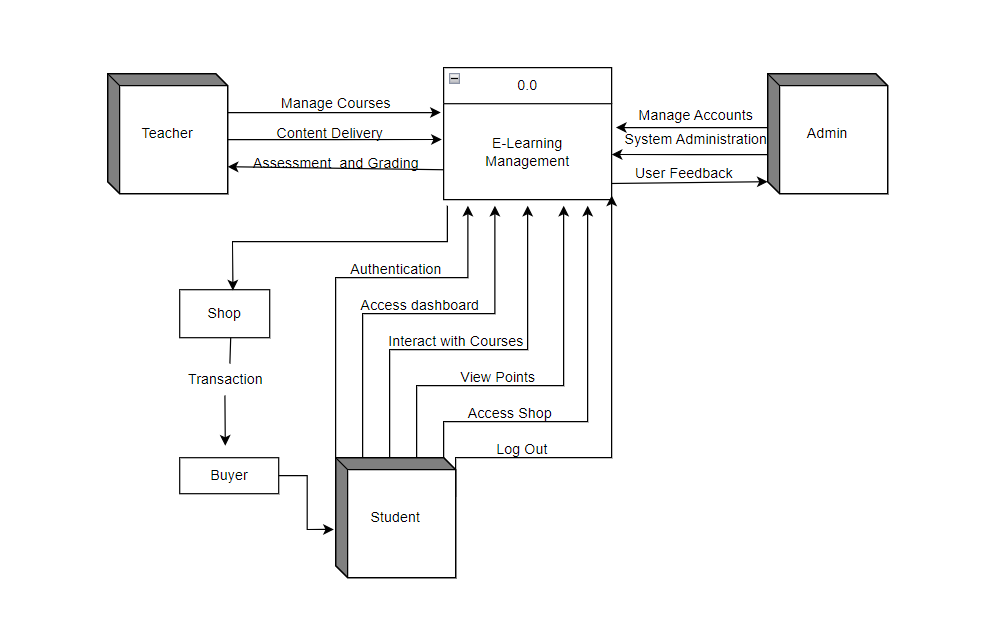 0.0
Teacher
Manage Courses
Content Delivery
Assessment and Grading
E-Learning
Management
Manage Accounts
System Administration
User Feedback
Admin
Authentication
Access dashboard
Shop
Interact with Courses
Transaction
View Points
Access Shop
Log Out
Buyer
Student